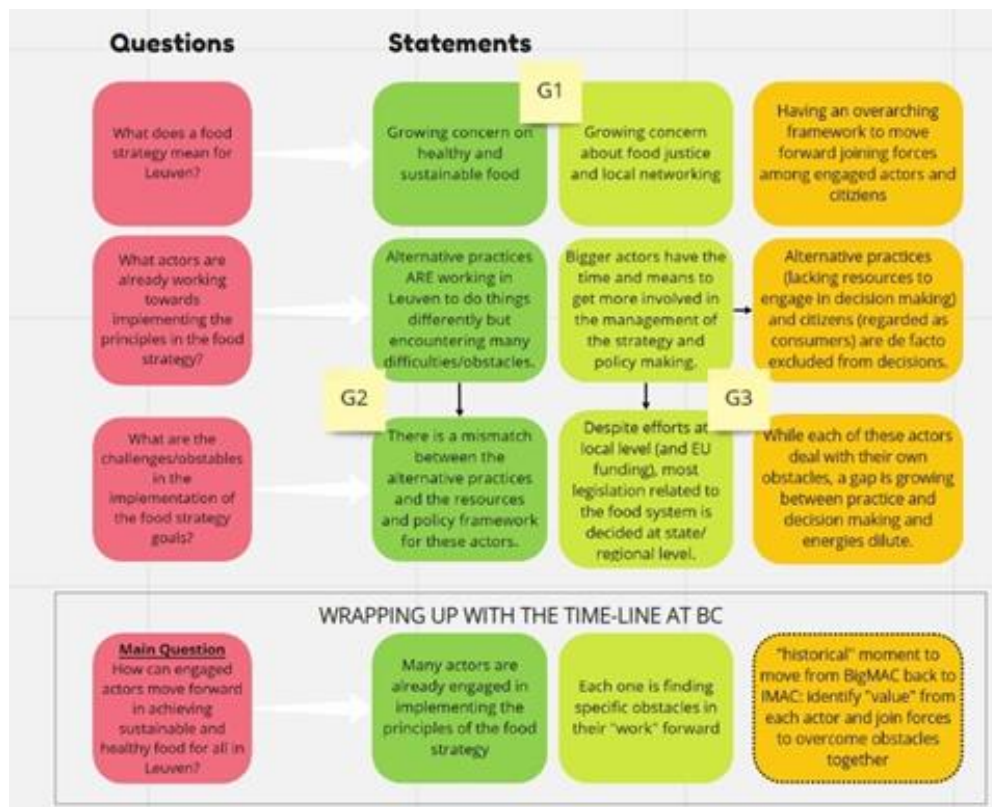 Questions
Statements
What does a food
strategy mean for
Leuven?
G1
Growing concern on
healthy and
sustainable food
Growing concern
about food justice
and local networking
Having an overarching
framework to move
forward joining forces
among engaged actors and
citiziens
What actors are
already working
towards
implementing the
principles in the food
strategy?
Alternative practices
ARE working in
Leuven to do things
differently but
encountering many
difficulties/obstacles.
Bigger actors have the
time and means to
get more involved in
the management of
the strategy and
policy making.
Alternative practices
(lacking resources to
engage in decision making)
and citizens (regarded as
consumers) are de facto
excluded from decisions.
G2
G3
What are the
challenges/obstables
in the
implementation of
the food strategy
goals?
There is a mismatch
between the
alternative practices
and the resources
and policy framework
for these actors.
Despite efforts at
local level (and EU
funding), most
legislation related to
the food system is
decided at state/
regional level.
While each of these actors
deal with their own
obstacles, a gap is growing
between practice and
decision making and
energies dilute.
WRAPPING UP WITH THE TIME-LINE AT BC
Main Question
How can engaged
actors move forward
in achieving
sustainable and
healthy food for all in
Leuven?
Many actors are
already engaged in
implementing the
principles of the food
strategy
Each one is finding
specific obstacles in
their "work" forward
"historical" moment to
move from BigMAC back to
IMAC: identify "value" from
each actor and join forces
to overcome obstacles
together